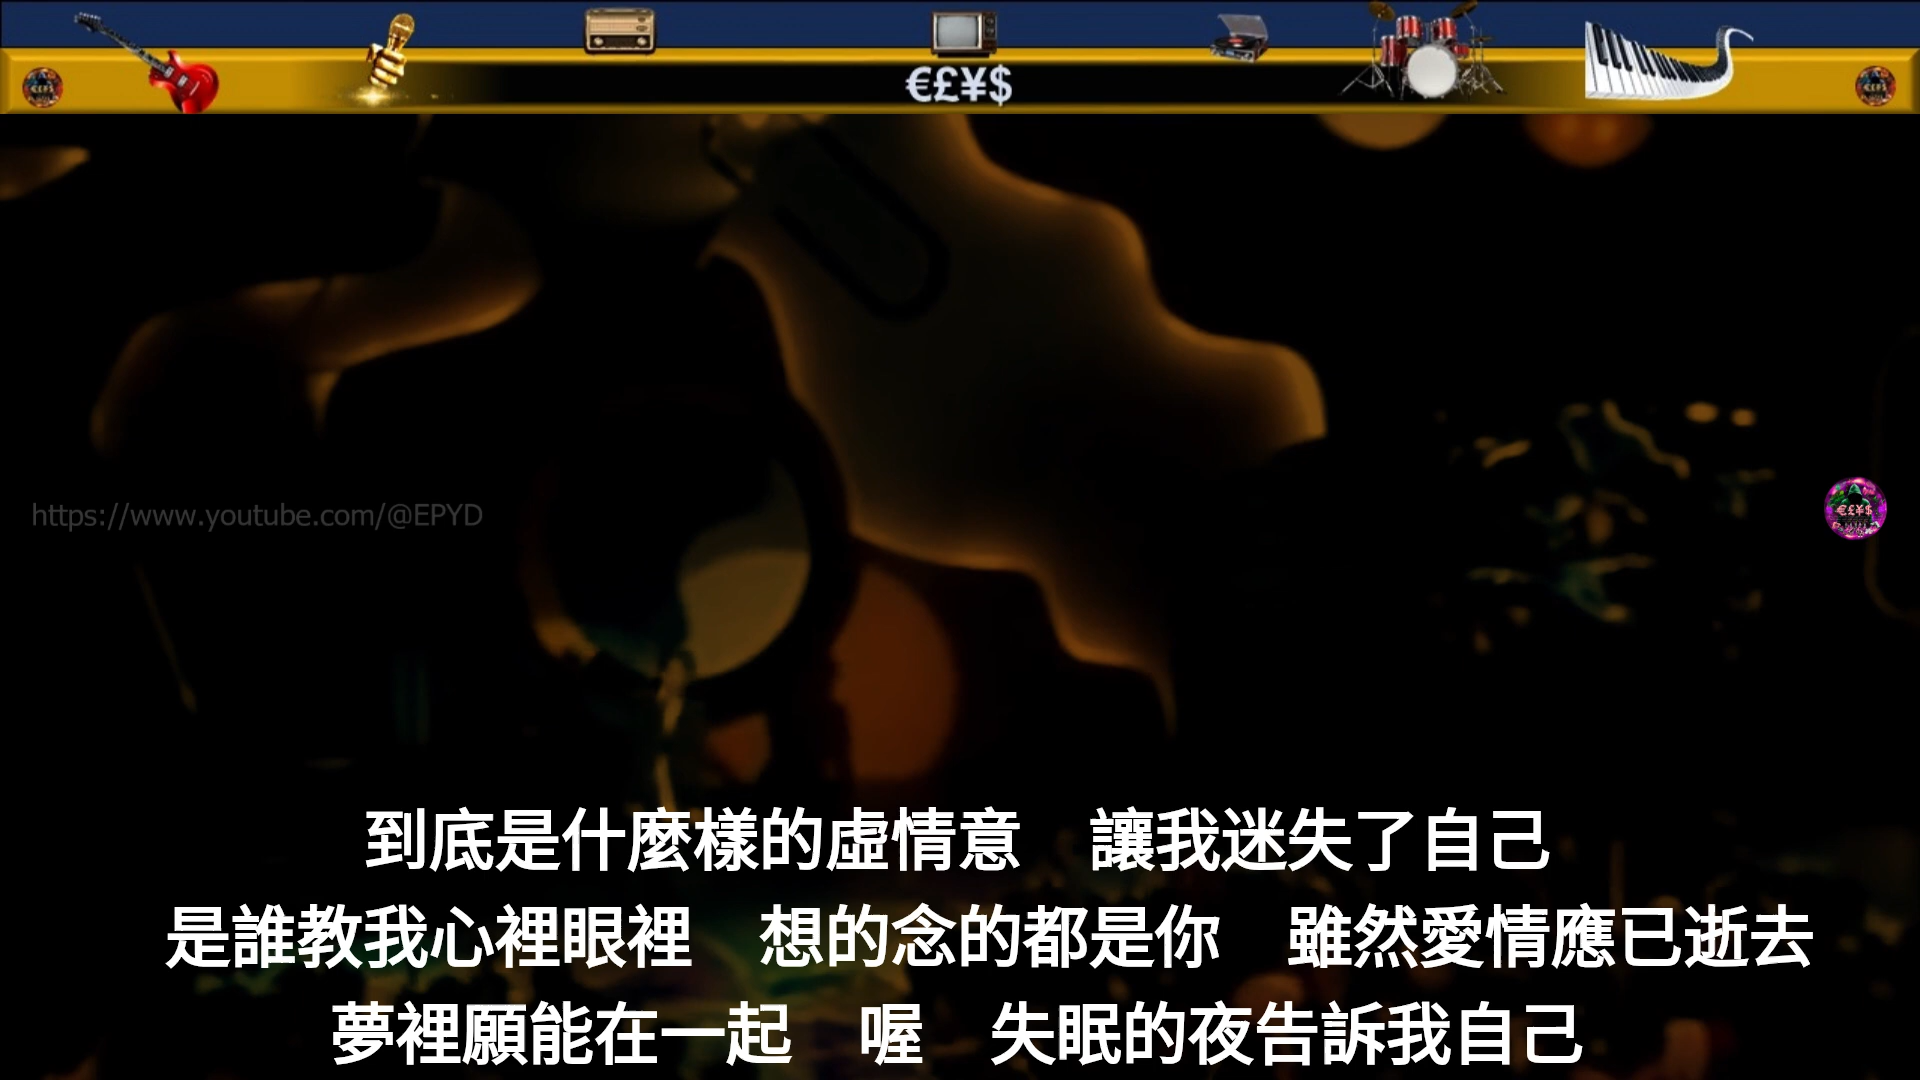 €£¥$
https://www.youtube.com/@EPYD
到底是什麼樣的虛情意　讓我迷失了自己
是誰教我心裡眼裡　想的念的都是你　雖然愛情應已逝去
夢裡願能在一起　喔　失眠的夜告訴我自己